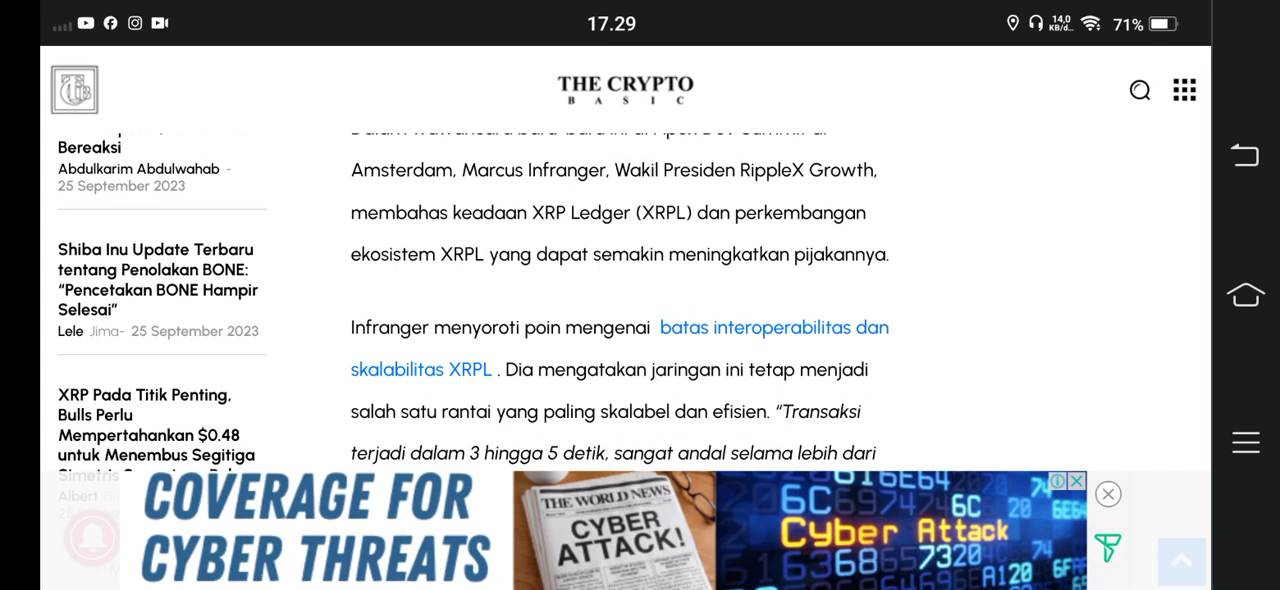 17.29
14,0
KB/d...
71%
THE CRYPTO
BASIC
Bereaksi
Abdulkarim Abdulwahab -
25 September 2023
Shiba Inu Update Terbaru
tentang Penolakan BONE:
“Pencetakan BONE Hampir
Selesai”
Lele Jima- 25 September 2023
XRP Pada Titik Penting,
Bulls Perlu
Mempertahankan $0.48
untuk Menembus Segitiga
Amsterdam, Marcus Infranger, Wakil Presiden RippleX Growth,
membahas keadaan XRP Ledger (XRPL) dan perkembangan
ekosistem XRPL yang dapat semakin meningkatkan pijakannya.
Infranger menyoroti poin mengenai batas interoperabilitas dan
skalabilitas XRPL . Dia mengatakan jaringan ini tetap menjadi
salah satu rantai yang paling skalabel dan efisien. “Transaksi
terjadi dalam 3 hingga 5 detik, sangat andal selama lebih dari
COVERAGE FOR
CYBER THREATS
THE WORLD NEWS
CYBER
ATTACK!
Cyber Attack